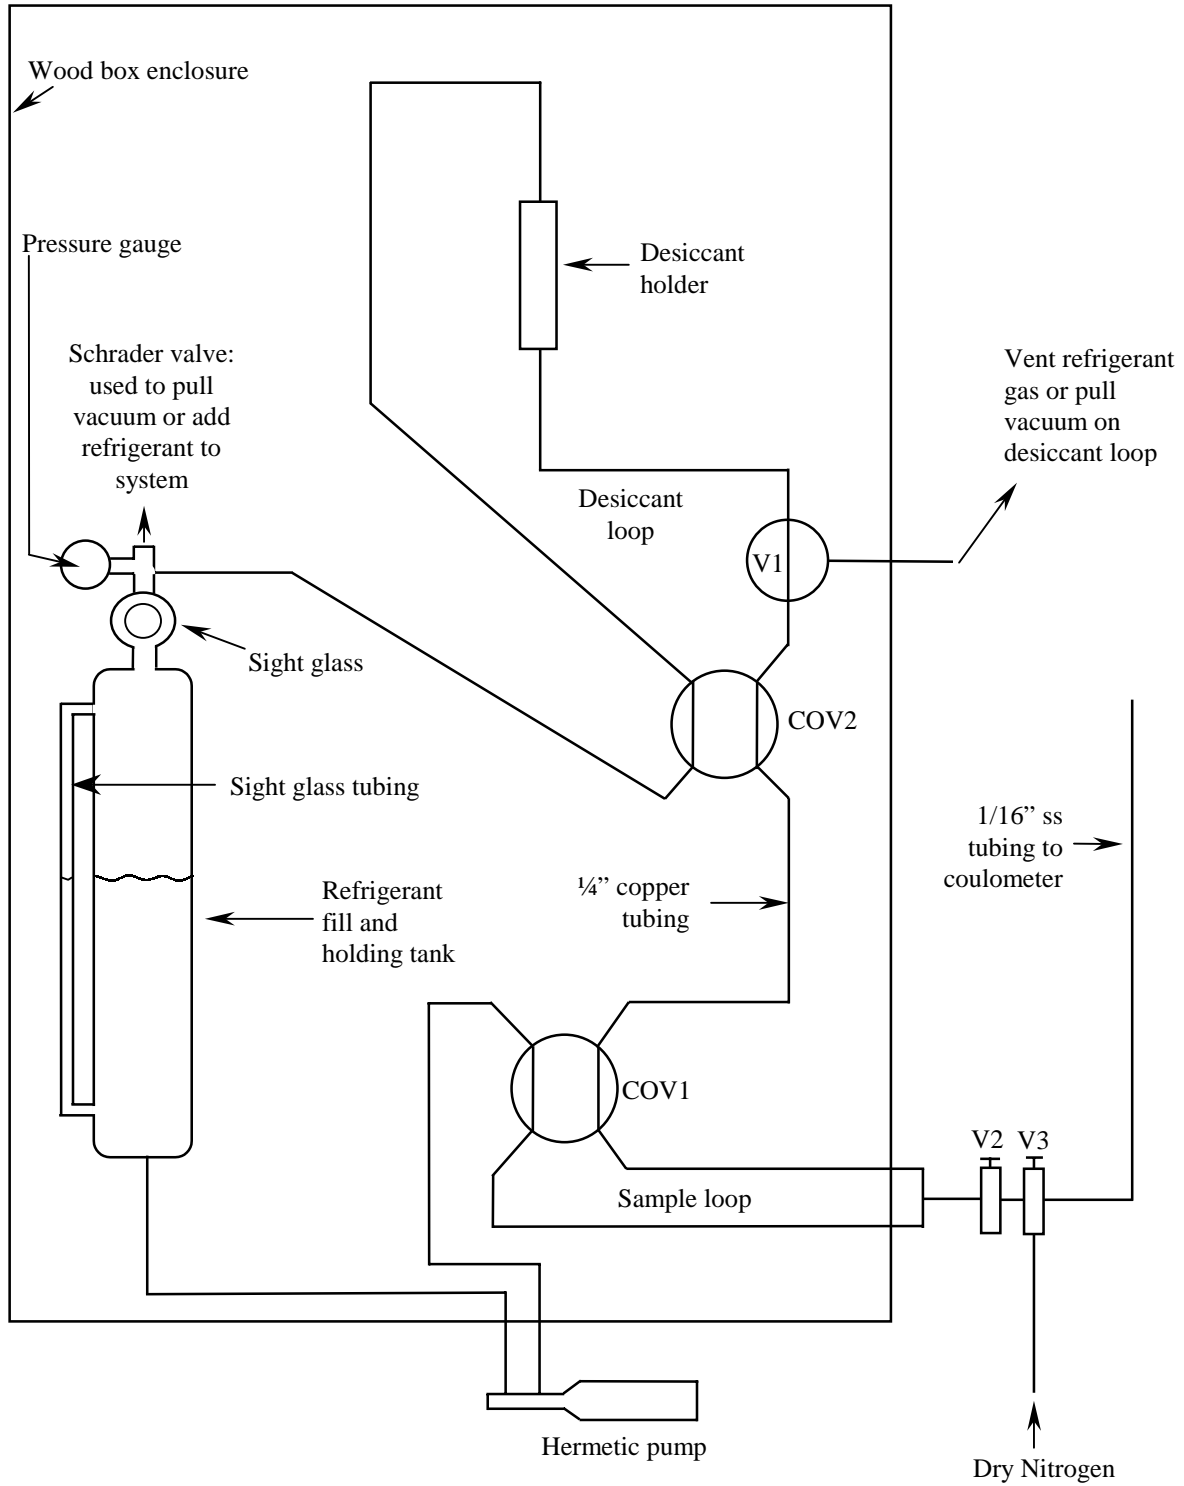 Wood box enclosure
Pressure gauge
Desiccant
holder
Schrader valve:
used to pull
vacuum or add
refrigerant to
system
Vent refrigerant
gas or pull
vacuum on
desiccant loop
Desiccant
loop
V1
Sight glass
COV2
Sight glass tubing
1/16” ss
tubing to
coulometer
Refrigerant
fill and
holding tank
¼” copper
tubing
COV1
V2 V3
Sample loop
Hermetic pump
Dry Nitrogen